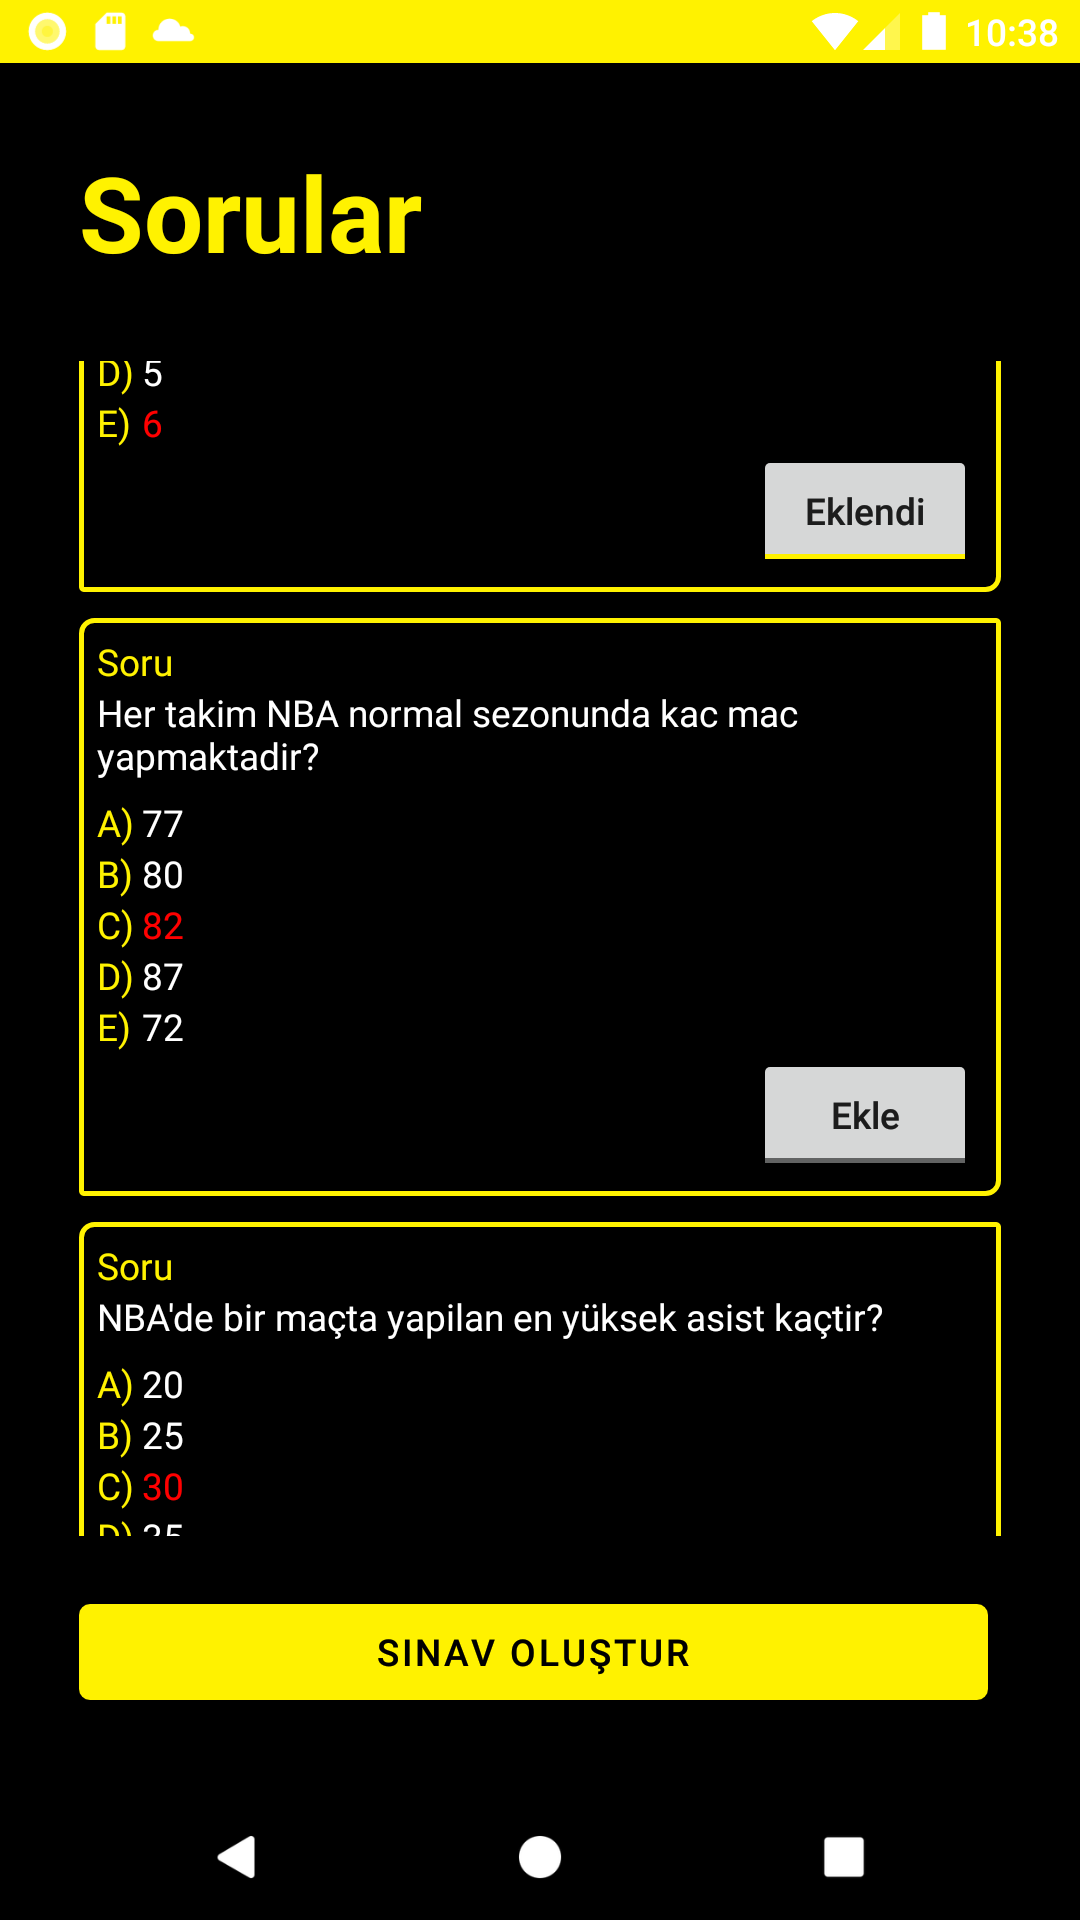 10:38
Sorular
D) 5
E) 6
Eklendi
Soru
Her takim NBA normal sezonunda kac mac
yapmaktadir?
A) 77
B) 80
C) 82
D) 87
E) 72
Ekle
Soru
NBA'de bir maçta yapilan en yüksek asist kaçtir?
A) 20
B) 25
C) 30
D) 35
SINAV OLUŞTUR